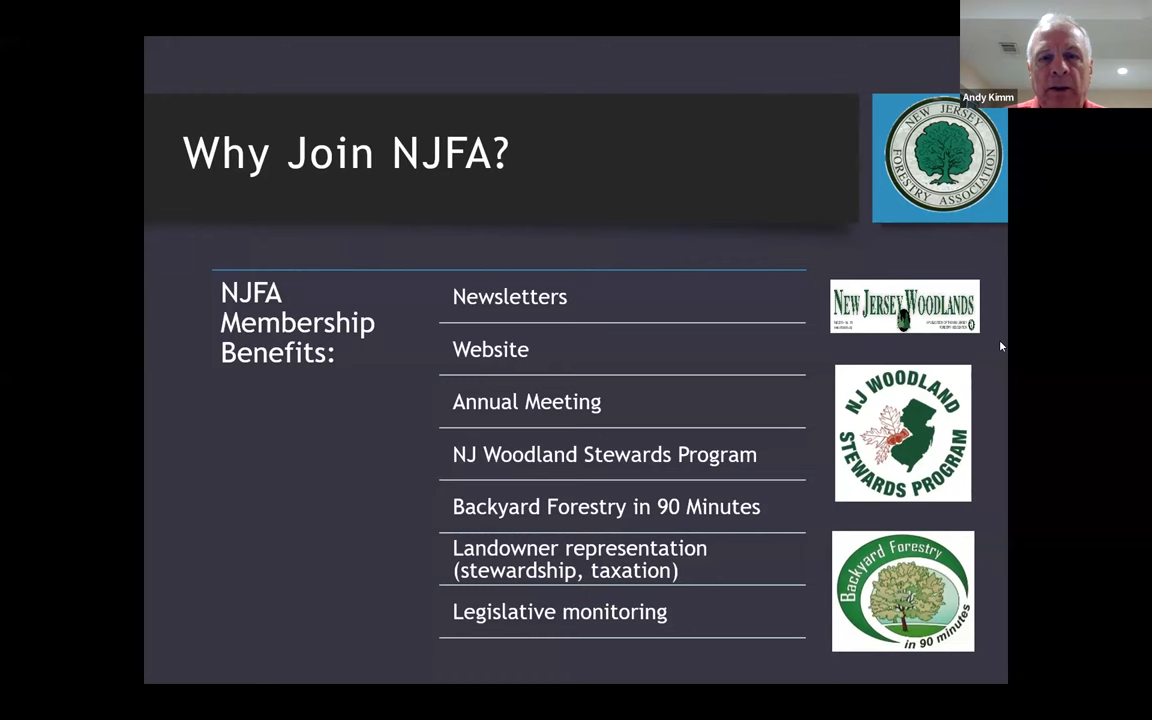 Andy Kimm
Why Join NJFA?
NEW JERSEY
FORESTRY ASSOCIATION
NJFA
Membership
Benefits:
Newsletters
Website
Annual Meeting
NJ Woodland Stewards Program
Backyard Forestry in 90 Minutes
Landowner representation
(stewardship, taxation)
Legislative monitoring
NEW JERSEY WOODLANDS
NJ WOODLAND
STEWARDS PROGRAM
Backyard Forestry
in 90 minutes